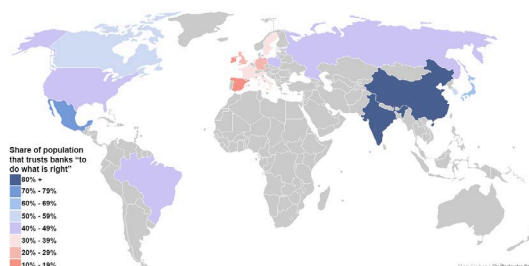 Share of population
that trusts banks "to
do what is right"
80% +
70% - 79%
60% - 69%
50% - 59%
40% - 49%
30% - 39%
20% - 29%
10% - 19%